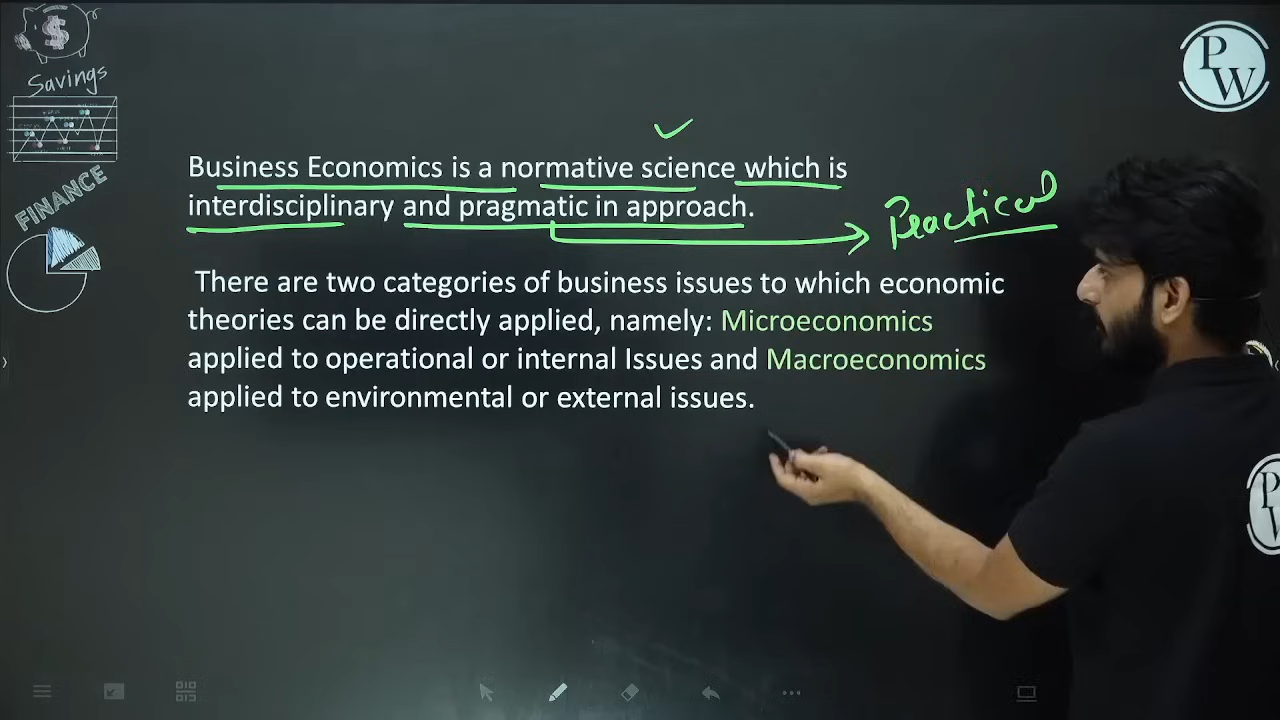 Savings
FINANCE
P
W
Business Economics is a normative science which is
interdisciplinary and pragmatic in approach.
Practical
There are two categories of business issues to which economic
theories can be directly applied, namely: Microeconomics
applied to operational or internal Issues and Macroeconomics
applied to environmental or external issues.
P
W